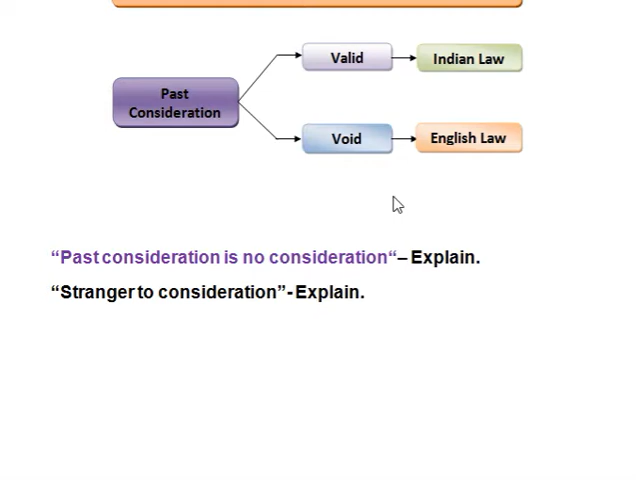 Past
Consideration
Valid
Indian Law
Void
English Law
“Past consideration is no consideration“– Explain.
“Stranger to consideration”- Explain.